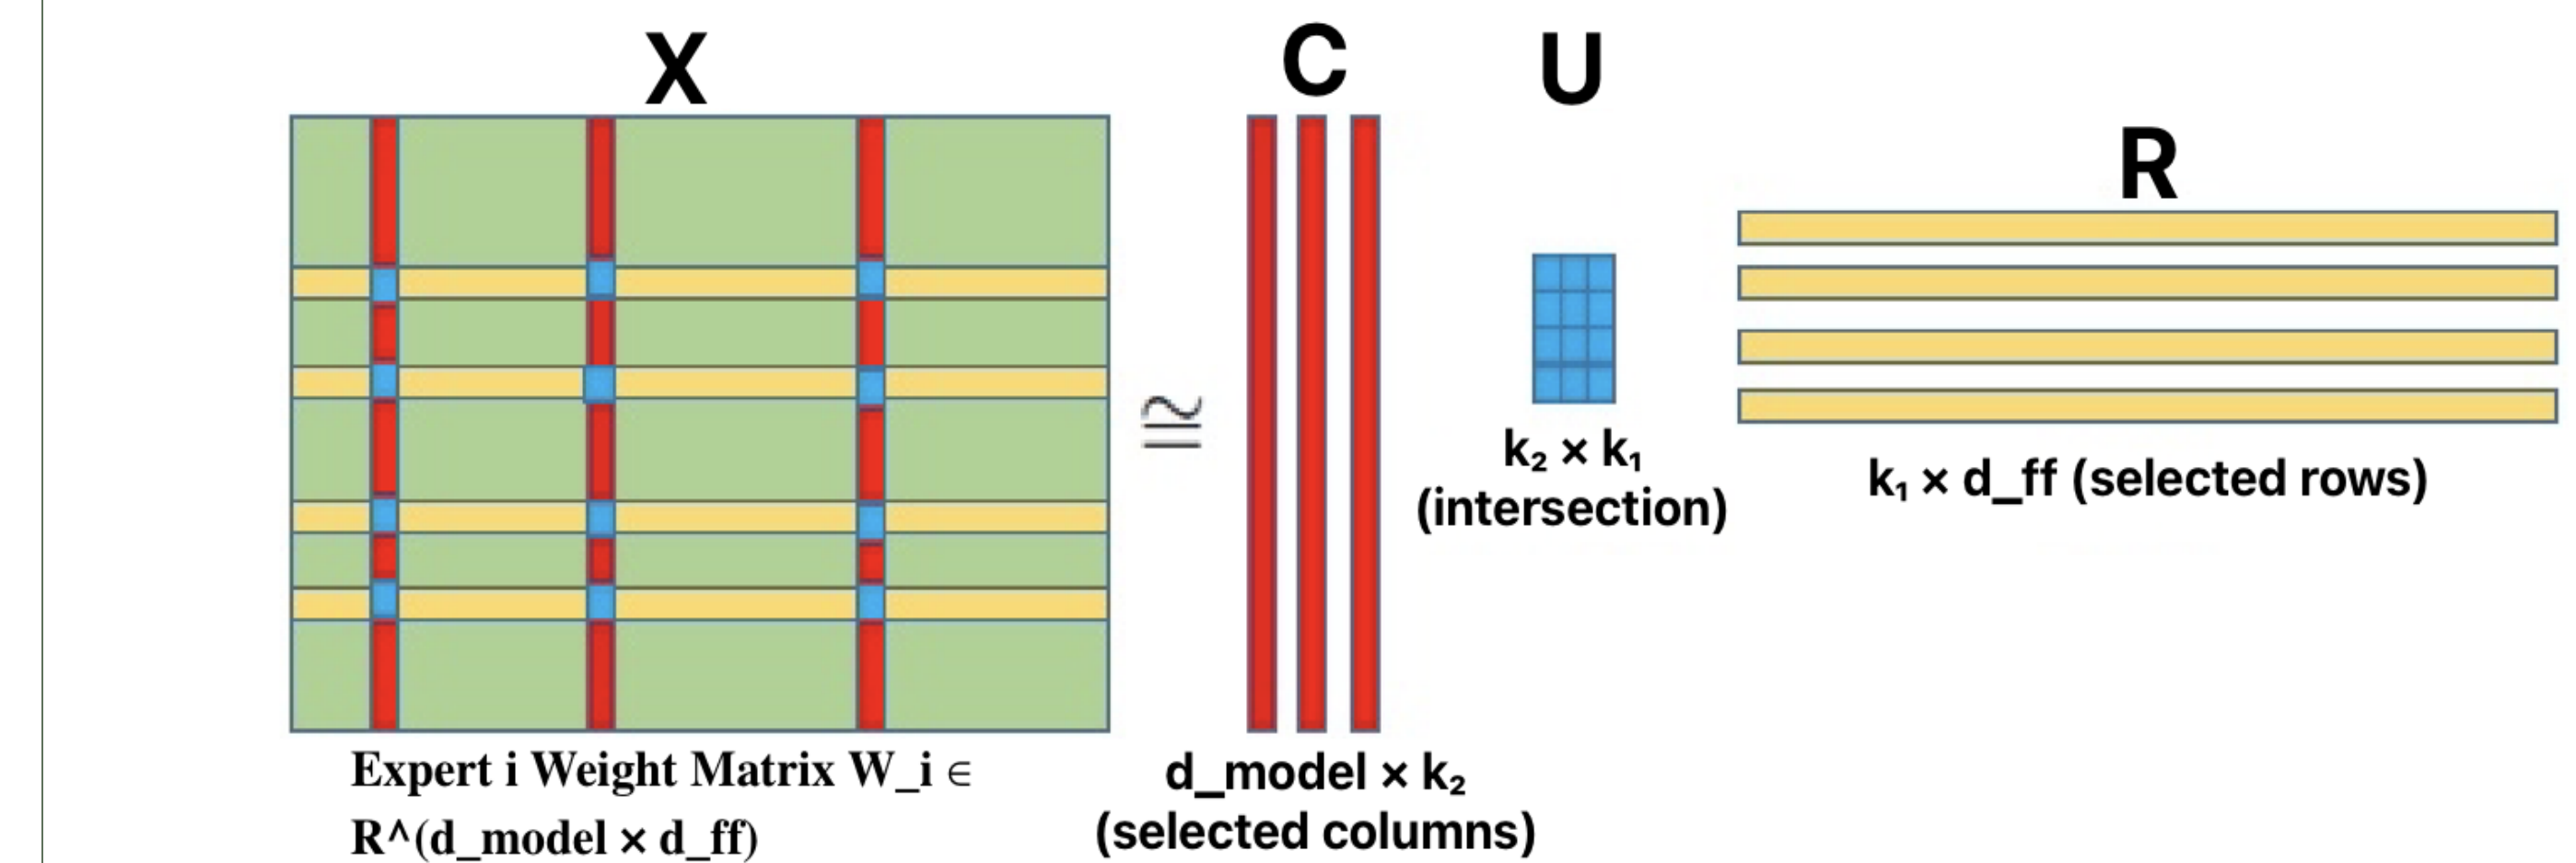 X
C
U
R
≅
k₂ × k₁
(intersection)
k₁ × d_ff (selected rows)
Expert i Weight Matrix W_i ∈
R^(d_model × d_ff)
d_model × k₂
(selected columns)